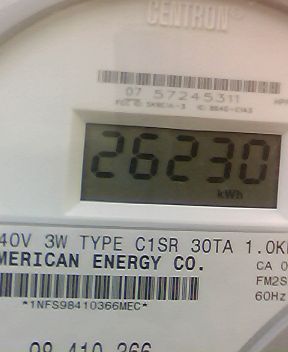 CENTRON®
07 57245311
26230
kWh
40V 3W TYPE C1SR 30TA 1.0K
MERICAN ENERGY CO.
CA 0
FM2S
60Hz
*1NFS98410366MEC*
98 410 366